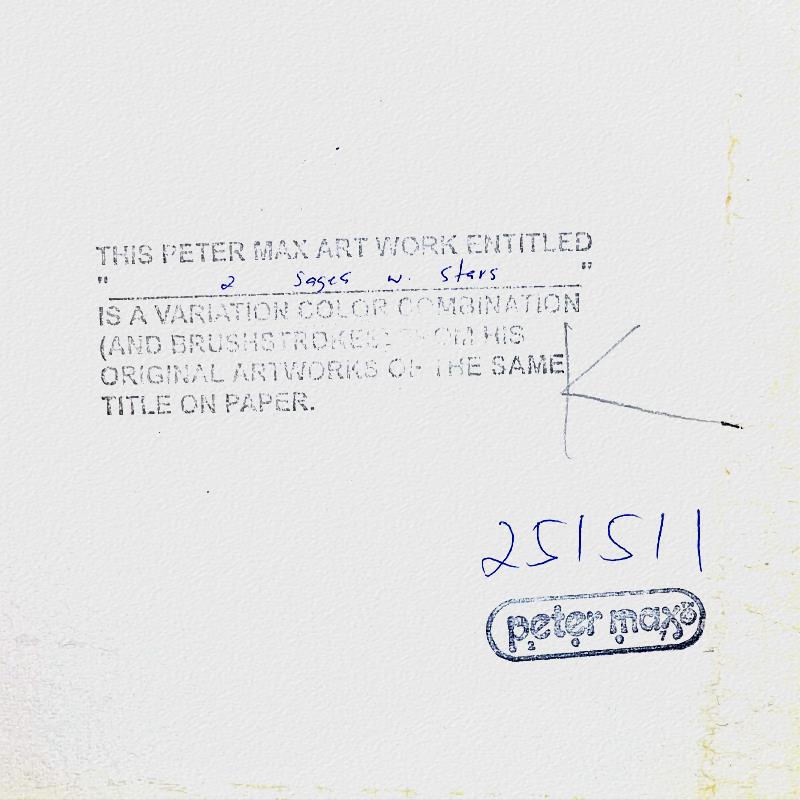 THIS PETER MAX ART WORK ENTITLED
" 2 Sages w. Stars "
IS A VARIATION COLOR COMBINATION
(AND BRUSHSTROKES) FROM HIS
ORIGINAL ARTWORKS OF THE SAME
TITLE ON PAPER.
K
251511
peter max